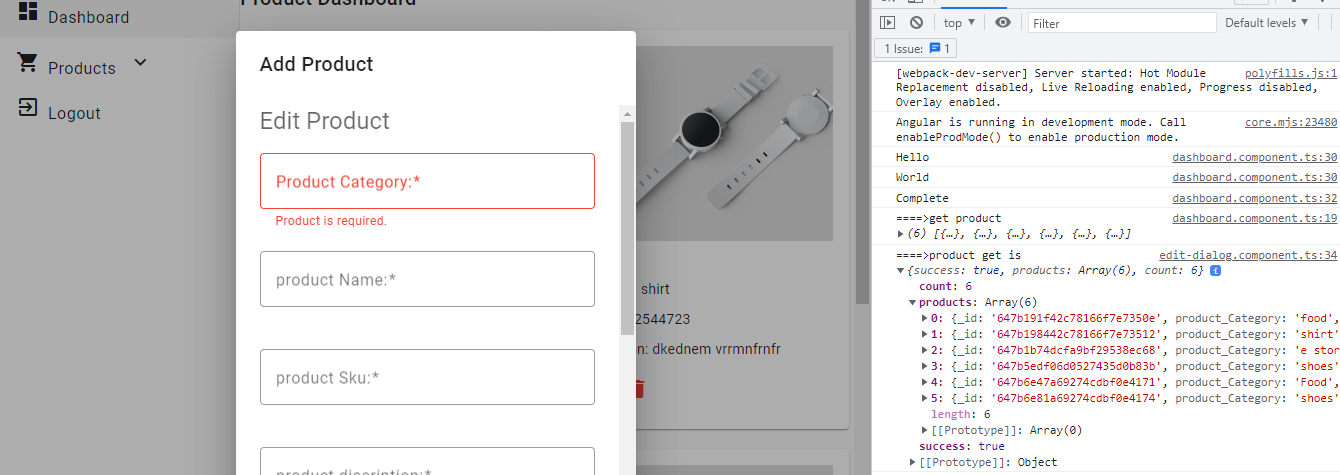 Product Dashboard
Dashboard
Products
Logout
Add Product
Edit Product
Product Category:*
Product is required.
product Name:*
product Sku:*
product discription:*
shirt
2544723
n: dkednem vrrmnfrnfr
top
Filter
Default levels
1 Issue: 1
[webpack-dev-server] Server started: Hot Module polyfills.js:1
Replacement disabled, Live Reloading enabled, Progress disabled,
Overlay enabled.
Angular is running in development mode. Call core.mjs:23480
enableProdMode() to enable production mode.
Hello dashboard.component.ts:30
World dashboard.component.ts:30
Complete dashboard.component.ts:32
====>get product dashboard.component.ts:19
(6) [{…}, {…}, {…}, {…}, {…}, {…}]
====>product get is edit-dialog.component.ts:34
{success: true, products: Array(6), count: 6}
count: 6
products: Array(6)
0: {_id: '647b191f42c78166f7e7350e', product_Category: 'food',
1: {_id: '647b198442c78166f7e73512', product_Category: 'shirt'
2: {_id: '647b1b74dcfa9bf29538ec68', product_Category: 'e stor
3: {_id: '647b5edf06d0527435d0b83b', product_Category: 'shoes'
4: {_id: '647b6e47a69274cdbf0e4171', product_Category: 'Food',
5: {_id: '647b6e81a69274cdbf0e4174', product_Category: 'shoes'
length: 6
[[Prototype]]: Array(0)
success: true
[[Prototype]]: Object